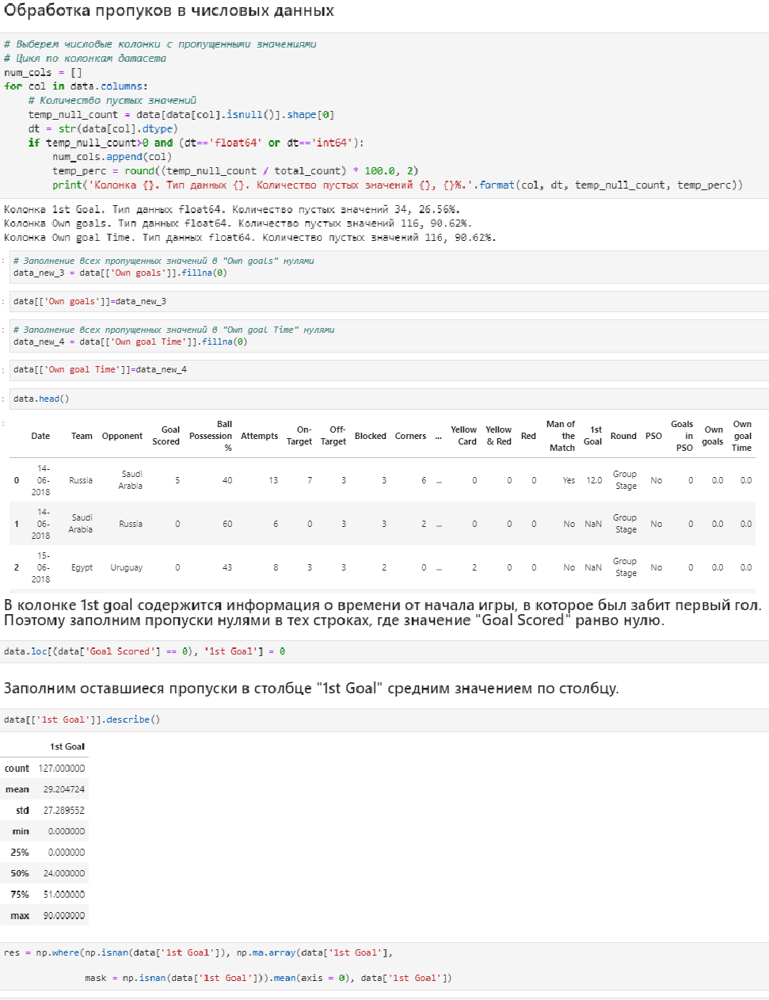 Обработка пропуков в числовых данных
# Выберем числовые колонки с пропущенными значениями
# Цикл по колонкам датасета
num_cols = []
for col in data.columns:
# Количество пустых значений
temp_null_count = data[data[col].isnull()].shape[0]
dt = str(data[col].dtype)
if temp_null_count>0 and (dt=='float64' or dt=='int64'):
num_cols.append(col)
temp_perc = round((temp_null_count / total_count) * 100.0, 2)
print('Колонка {}. Тип данных {}. Количество пустых значений {}, {}%.'.format(col, dt, temp_null_count, temp_perc))
Колонка 1st Goal. Тип данных float64. Количество пустых значений 34, 26.56%.
Колонка Own goals. Тип данных float64. Количество пустых значений 116, 90.62%.
Колонка Own goal Time. Тип данных float64. Количество пустых значений 116, 90.62%.
# Заполнение всех пропущенных значений в "Own goals" нулями
data_new_3 = data[['Own goals']].fillna(0)
data[['Own goals']]=data_new_3
# Заполнение всех пропущенных значений в "Own goal Time" нулями
data_new_4 = data[['Own goal Time']].fillna(0)
data[['Own goal Time']]=data_new_4
data.head()
Date Team Opponent Goal Scored Ball Possession % Attempts On-Target Off-Target Blocked Corners ... Yellow Card Yellow & Red Red Man of the Match 1st Goal Round PSO Goals in PSO Own goals Own goal Time
0 14-06-2018 Russia Saudi Arabia 5 40 13 7 3 3 6 ... 0 0 0 Yes 12.0 Group Stage No 0 0.0 0.0
1 14-06-2018 Saudi Arabia Russia 0 60 6 0 3 3 2 ... 0 0 0 No NaN Group Stage No 0 0.0 0.0
2 15-06-2018 Egypt Uruguay 0 43 8 3 3 2 0 ... 2 0 0 No NaN Group Stage No 0 0.0 0.0
В колонке 1st goal содержится информация о времени от начала игры, в которое был забит первый гол.
Поэтому заполним пропуски нулями в тех строках, где значение "Goal Scored" ранво нулю.
data.loc[(data['Goal Scored'] == 0), '1st Goal'] = 0
Заполним оставшиеся пропуски в столбце "1st Goal" средним значением по столбцу.
data[['1st Goal']].describe()
1st Goal
count 127.000000
mean 29.204724
std 27.289552
min 0.000000
25% 0.000000
50% 24.000000
75% 51.000000
max 90.000000
res = np.where(np.isnan(data['1st Goal']), np.ma.array(data['1st Goal'],
mask = np.isnan(data['1st Goal'])).mean(axis = 0), data['1st Goal'])